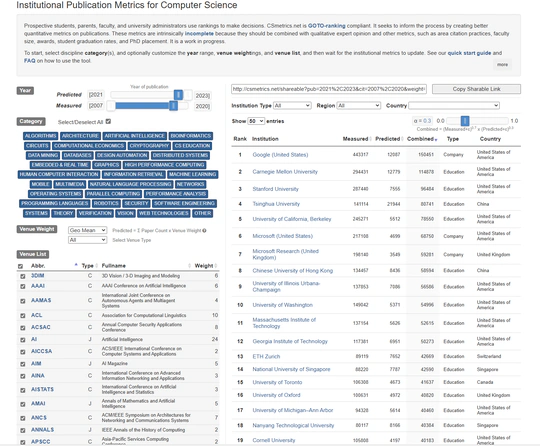 Institutional Publication Metrics for Computer Science
Prospective students, parents, faculty, and university administrators use rankings to make decisions. CSmetrics.net is GOTO-ranking compliant. It seeks to inform the process by creating better
quantitative metrics on publications. These metrics are intrinsically incomplete because they should be combined with qualitative expert opinion and other metrics, such as area citation practices, faculty
size, awards, student graduation rates, and PhD placement. It is a work in progress.
To start, select discipline category(s), and optionally customize the year range, venue weightings, and venue list, and then wait for the institutional metrics to update. See our quick start guide and
FAQ on how to use the tool.
more
Year
Year of publication
Predicted [2021 2023]
Measured [2007 2020]
Category Select/Deselect All
ALGORITHMS ARCHITECTURE ARTIFICIAL INTELLIGENCE BIOINFORMATICS
CIRCUITS COMPUTATIONAL ECONOMICS CRYPTOGRAPHY CS EDUCATION
DATA MINING DATABASES DESIGN AUTOMATION DISTRIBUTED SYSTEMS
EMBEDDED & REAL TIME GRAPHICS HIGH PERFORMANCE COMPUTING
HUMAN COMPUTER INTERACTION INFORMATION RETRIEVAL MACHINE LEARNING
MOBILE MULTIMEDIA NATURAL LANGUAGE PROCESSING NETWORKS
OPERATING SYSTEMS PARALLEL COMPUTING PERFORMANCE ANALYSIS
PROGRAMMING LANGUAGES ROBOTICS SECURITY SOFTWARE ENGINEERING
SYSTEMS THEORY VERIFICATION VISION WEB TECHNOLOGIES OTHER
Venue Weight Geo Mean Predicted = Σ Paper Count x Venue Weight
All Select Venue Type
Venue List
Abbr. Type Fullname Weight
3DIM C 3D Vision / 3-D Imaging and Modeling 6
AAAI C AAAI Conference on Artificial Intelligence 6
AAMAS C International Joint Conference on Autonomous Agents and Multiagent Systems 4
ACL C Association for Computational Linguistics 10
ACSAC C Annual Computer Security Applications Conference 8
AI J Artificial Intelligence 24
AICCSA C ACS/IEEE International Conference on Computer Systems and Applications 2
AIM J AI Magazine 5
AINA C International Conference on Advanced Information Networking and Applications 3
AISTATS C International Conference on Artificial Intelligence and Statistics 3
AMAI J Annals of Mathematics and Artificial Intelligence 5
ANCS C ACM/IEEE Symposium on Architectures for Networking and Communications Systems 7
ANNALS J IEEE Annals of the History of Computing 2
APSCC C Asia-Pacific Services Computing
http://csmetrics.net/shareable?pub=2021%2C2023&cit=2007%2C2020&weight=
Copy Sharable Link
Institution Type All Region All Country
Show 50 entries
α = 0.3 0.0 1.0
Rank Institution Measured Predicted Combined Type Country
1 Google (United States) 443317 12087 150451 Company United States of America
2 Carnegie Mellon University 294431 12779 114878 Education United States of America
3 Stanford University 287440 7555 96484 Education United States of America
4 Tsinghua University 141114 21944 80741 Education China
5 University of California, Berkeley 245271 5512 78550 Education United States of America
6 Microsoft (United States) 217108 4699 68750 Company United States of America
7 Microsoft Research (United Kingdom) 198140 3549 59281 Company United Kingdom
8 Chinese University of Hong Kong 134457 8436 58594 Education China
9 University of Illinois Urbana-Champaign 137053 7086 56586 Education United States of America
10 University of Washington 149042 5371 54996 Education United States of America
11 Massachusetts Institute of Technology 137154 5626 52615 Education United States of America
12 Georgia Institute of Technology 117381 6951 50273 Education United States of America
13 ETH Zurich 89119 7652 42669 Education Switzerland
14 National University of Singapore 88220 7787 42590 Education Singapore
15 University of Toronto 106308 4673 41637 Education Canada
16 University of Oxford 100631 4972 40820 Education United Kingdom
17 University of Michigan–Ann Arbor 94328 5814 40460 Education United States of America
18 Nanyang Technological University 80117 8166 40384 Education Singapore
19 Cornell University 105008 4197 40183 Education United States of America